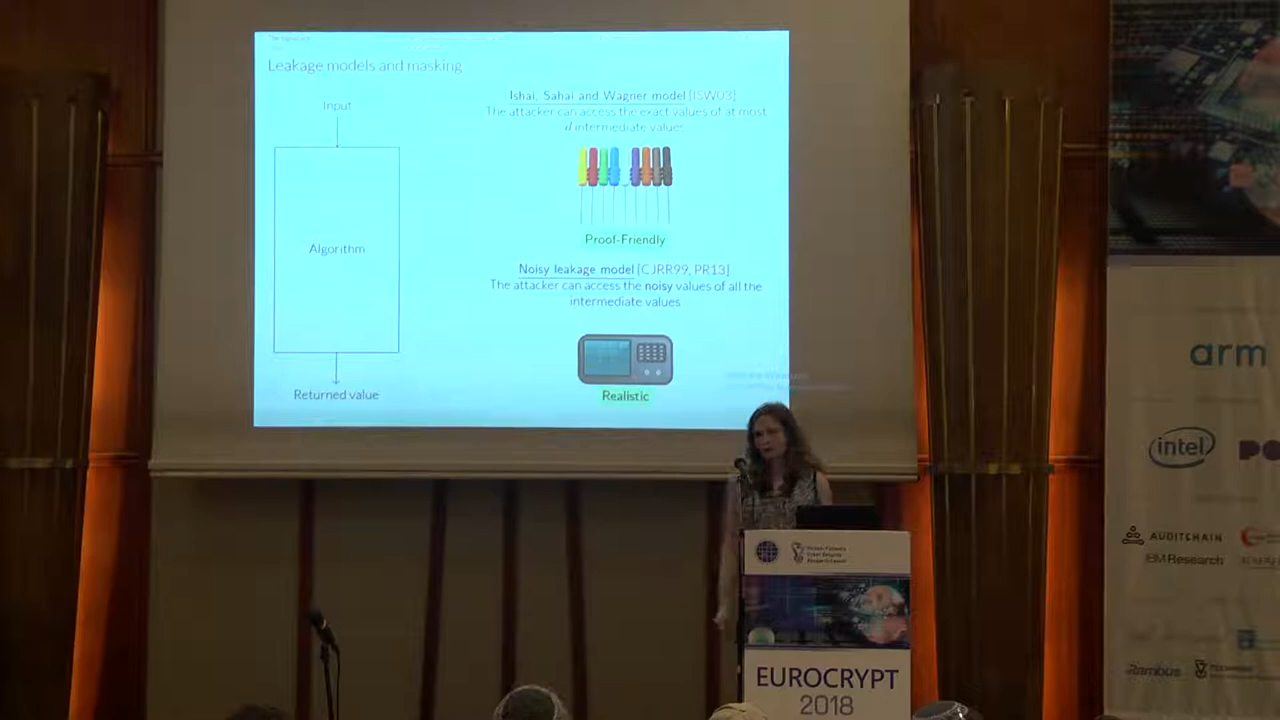 Leakage models and masking
Input
Algorithm
Returned value
Ishai, Sahai and Wagner model [ISW03]
The attacker can access the exact values of at most
d intermediate values
Proof-Friendly
Noisy leakage model [CJRR99, PR13]
The attacker can access the noisy values of all the
intermediate values
Realistic
arm
intel
AUDITCHAIN
IBM Research
Rambus
EUROCRYPT
2018